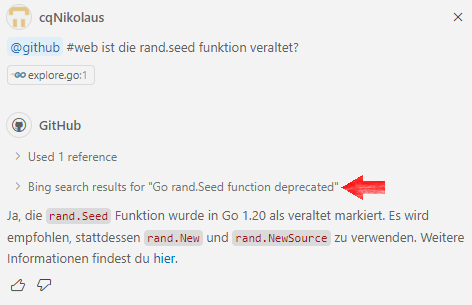 cqNikolaus
@github #web ist die rand.seed funktion veraltet?
explore.go:1
GitHub
Used 1 reference
Bing search results for "Go rand.Seed function deprecated"
Ja, die rand.Seed Funktion wurde in Go 1.20 als veraltet markiert. Es wird
empfohlen, stattdessen rand.New und rand.NewSource zu verwenden. Weitere
Informationen findest du hier.